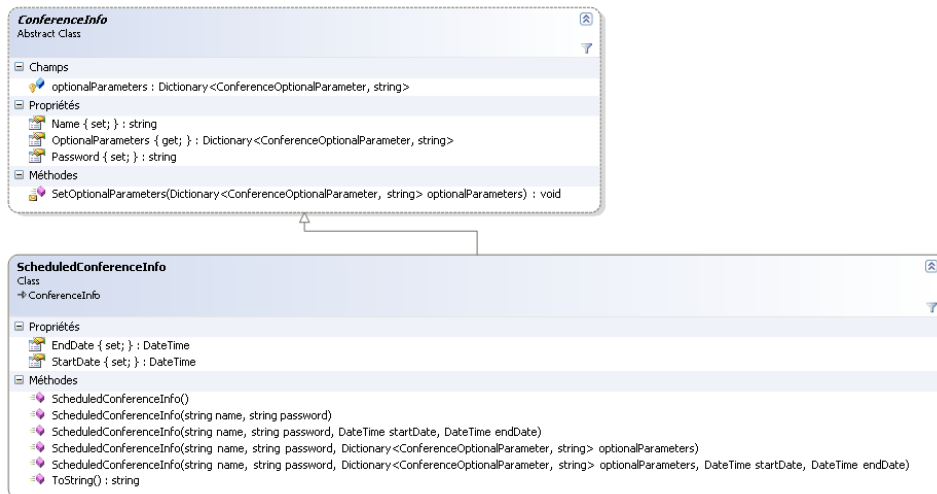 ConferenceInfo
Abstract Class
Champs
optionalParameters : Dictionary<ConferenceOptionalParameter, string>
Propriétés
Name { set; } : string
OptionalParameters { get; } : Dictionary<ConferenceOptionalParameter, string>
Password { set; } : string
Méthodes
SetOptionalParameters(Dictionary<ConferenceOptionalParameter, string> optionalParameters) : void
ScheduledConferenceInfo
Class
ConferenceInfo
Propriétés
EndDate { set; } : DateTime
StartDate { set; } : DateTime
Méthodes
ScheduledConferenceInfo()
ScheduledConferenceInfo(string name, string password)
ScheduledConferenceInfo(string name, string password, DateTime startDate, DateTime endDate)
ScheduledConferenceInfo(string name, string password, Dictionary<ConferenceOptionalParameter, string> optionalParameters)
ScheduledConferenceInfo(string name, string password, Dictionary<ConferenceOptionalParameter, string> optionalParameters, DateTime startDate, DateTime endDate)
ToString() : string